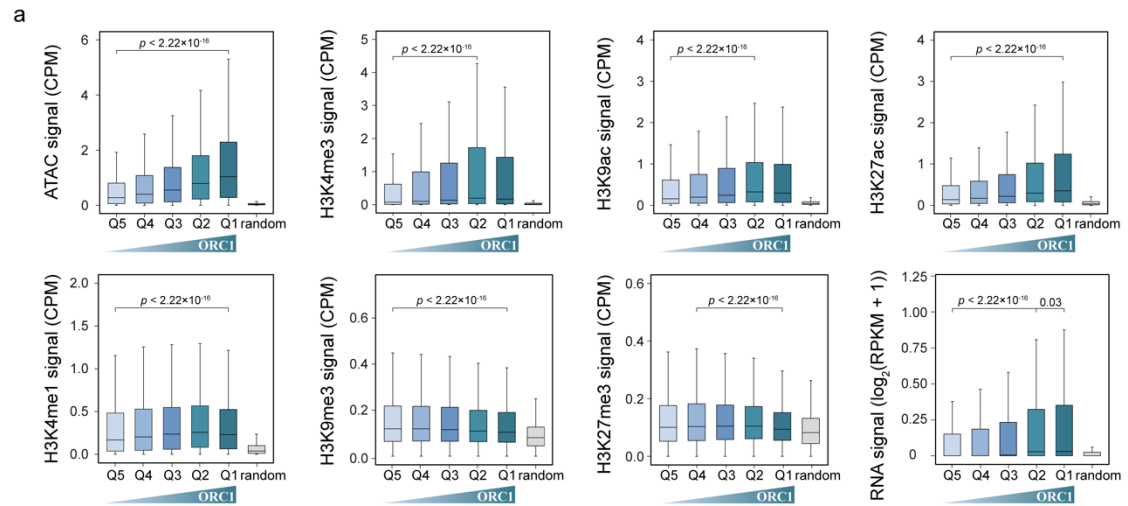 a
ATAC signal (CPM)
6
4
2
0
p < 2.22×10⁻¹⁶
Q5 Q4 Q3 Q2 Q1 random
ORC1
H3K4me3 signal (CPM)
5
4
3
2
1
0
p < 2.22×10⁻¹⁶
Q5 Q4 Q3 Q2 Q1 random
ORC1
H3K9ac signal (CPM)
4
3
2
1
0
p < 2.22×10⁻¹⁶
Q5 Q4 Q3 Q2 Q1 random
ORC1
H3K27ac signal (CPM)
4
3
2
1
0
p < 2.22×10⁻¹⁶
Q5 Q4 Q3 Q2 Q1 random
ORC1
H3K4me1 signal (CPM)
2.0
1.5
1.0
0.5
0.0
p < 2.22×10⁻¹⁶
Q5 Q4 Q3 Q2 Q1 random
ORC1
H3K9me3 signal (CPM)
0.6
0.4
0.2
0.0
p < 2.22×10⁻¹⁶
Q5 Q4 Q3 Q2 Q1 random
ORC1
H3K27me3 signal (CPM)
0.6
0.4
0.2
0.0
p < 2.22×10⁻¹⁶
Q5 Q4 Q3 Q2 Q1 random
ORC1
RNA signal (log₂(RPKM + 1))
1.25
1.00
0.75
0.50
0.25
0
p < 2.22×10⁻¹⁶ 0.03
Q5 Q4 Q3 Q2 Q1 random
ORC1